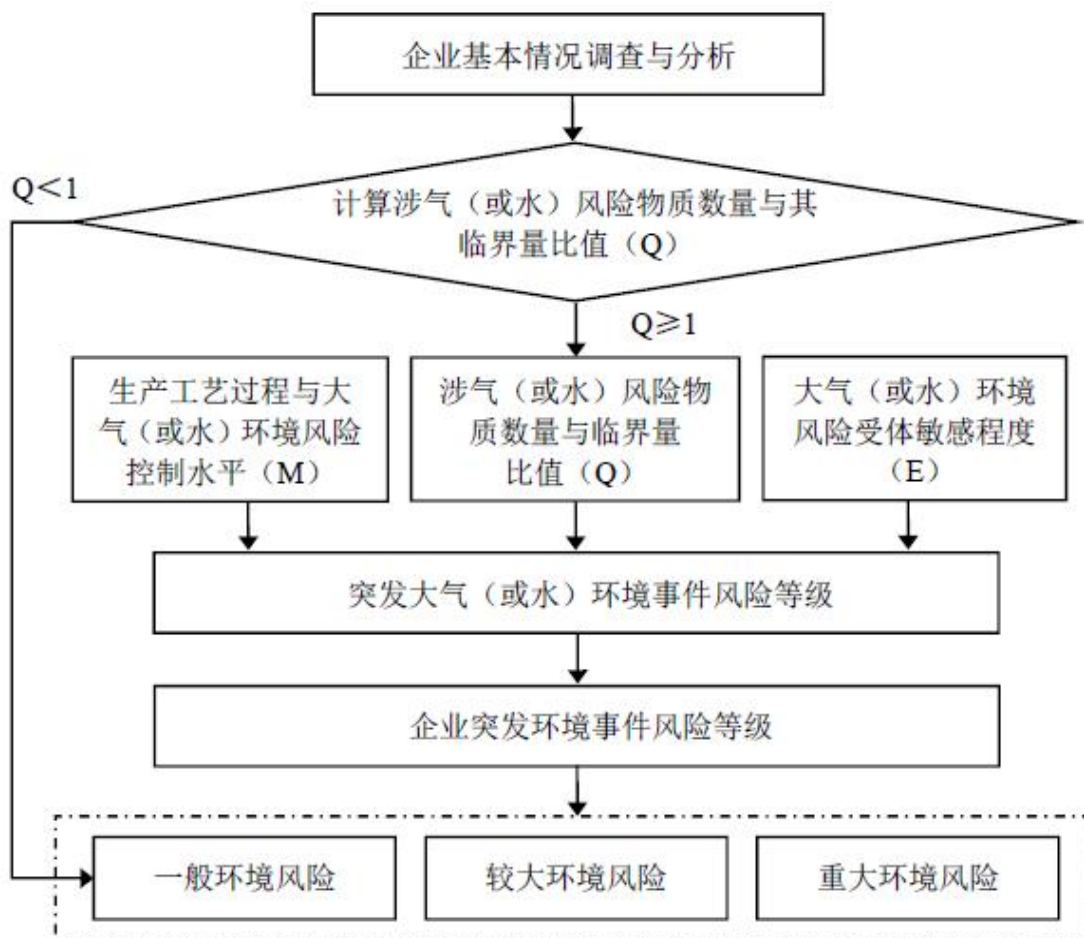 企业基本情况调查与分析
Q＜1
计算涉气（或水）风险物质数量与其
临界量比值（Q）
Q≥1
生产工艺过程与大
气（或水）环境风险
控制水平（M）
涉气（或水）风险物
质数量与临界量
比值（Q）
大气（或水）环境
风险受体敏感程度
（E）
突发大气（或水）环境事件风险等级
企业突发环境事件风险等级
一般环境风险
较大环境风险
重大环境风险